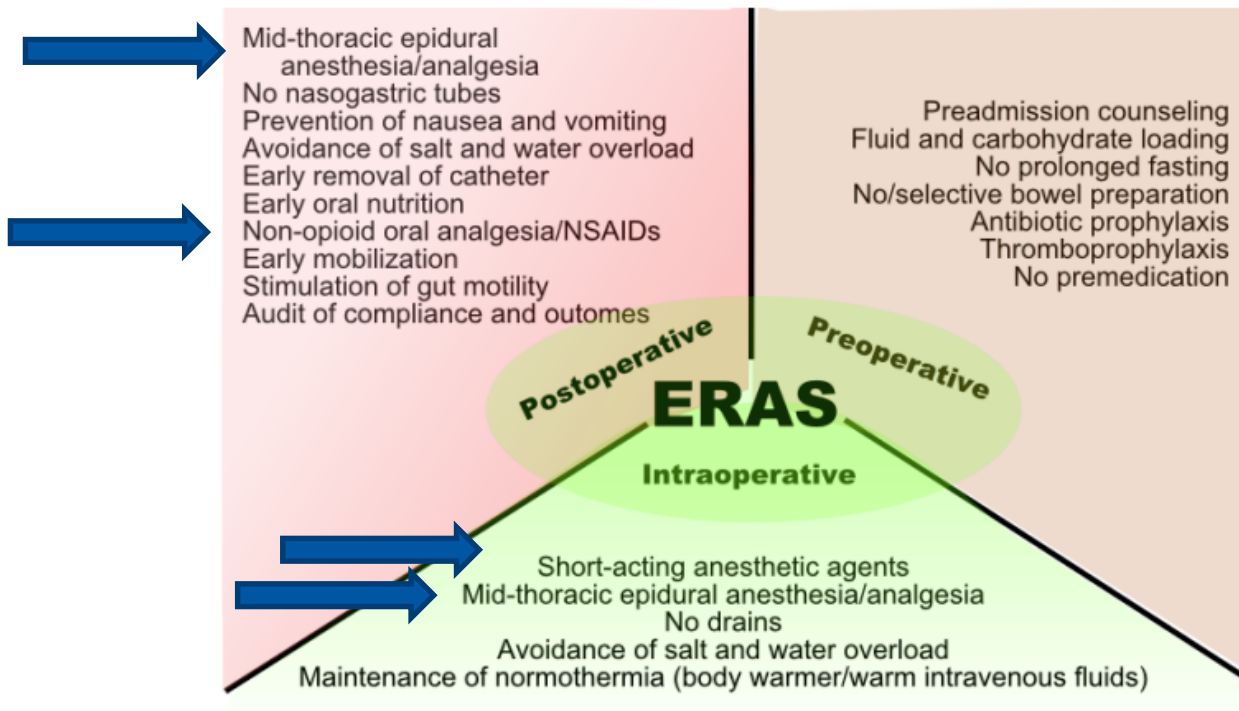 Mid-thoracic epidural
anesthesia/analgesia
No nasogastric tubes
Prevention of nausea and vomiting
Avoidance of salt and water overload
Early removal of catheter
Early oral nutrition
Non-opioid oral analgesia/NSAIDs
Early mobilization
Stimulation of gut motility
Audit of compliance and outomes
Preadmission counseling
Fluid and carbohydrate loading
No prolonged fasting
No/selective bowel preparation
Antibiotic prophylaxis
Thromboprophylaxis
No premedication
Postoperative
Preoperative
ERAS
Intraoperative
Short-acting anesthetic agents
Mid-thoracic epidural anesthesia/analgesia
No drains
Avoidance of salt and water overload
Maintenance of normothermia (body warmer/warm intravenous fluids)